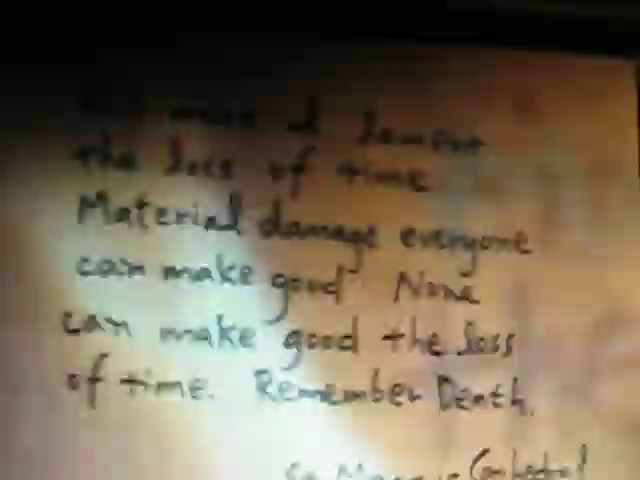 I lament
the loss of time
Material damage everyone
can make good None
can make good the loss
of time. Remember Death.